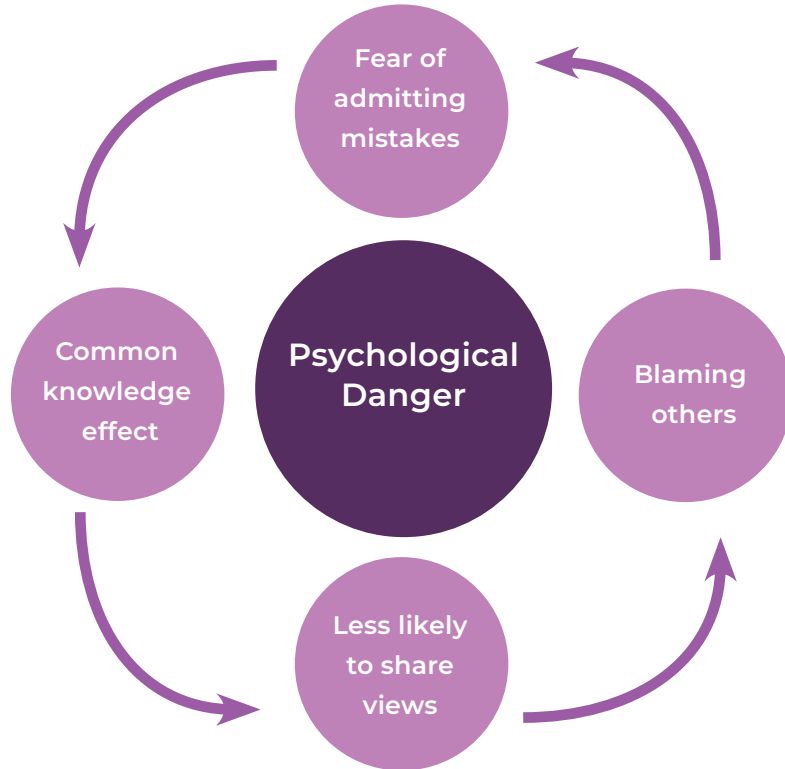 Fear of
admitting
mistakes
Common
knowledge
effect
Psychological
Danger
Blaming
others
Less likely
to share
views